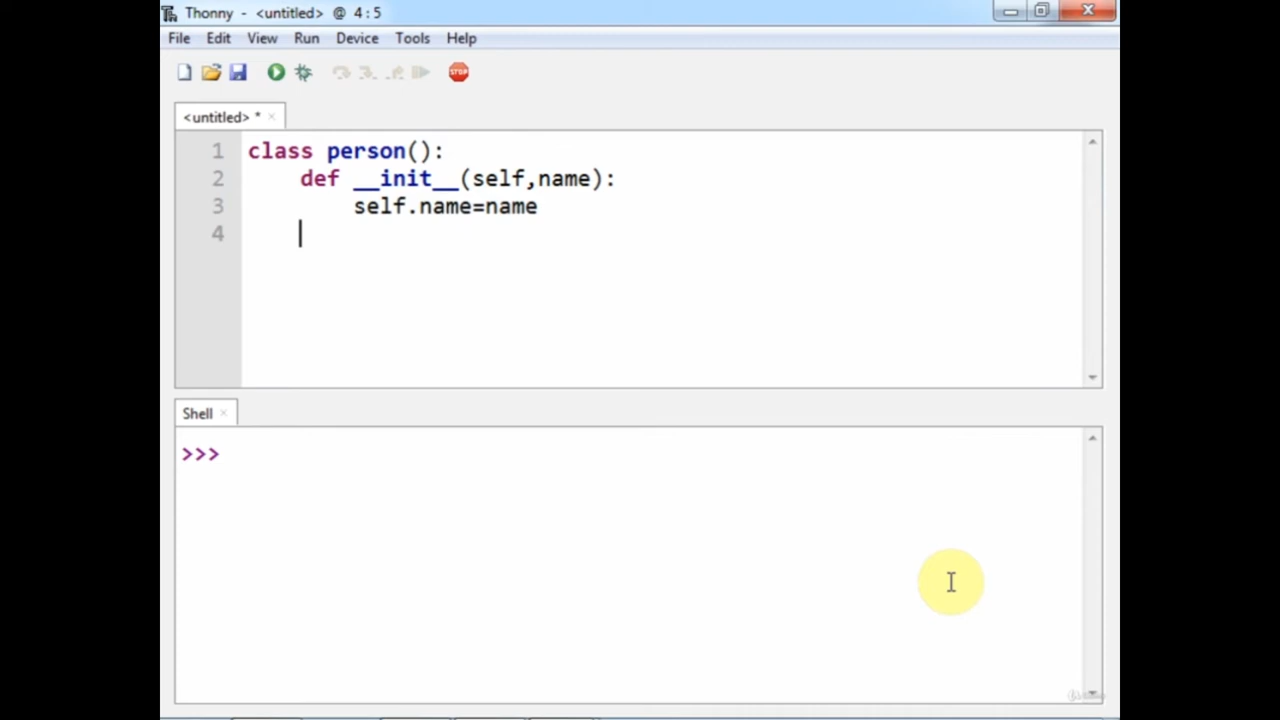 Thonny - <untitled> @ 4:5
File Edit View Run Device Tools Help
STOP
<untitled> *
1 class person():
2     def __init__(self,name):
3         self.name=name
4
Shell
>>>